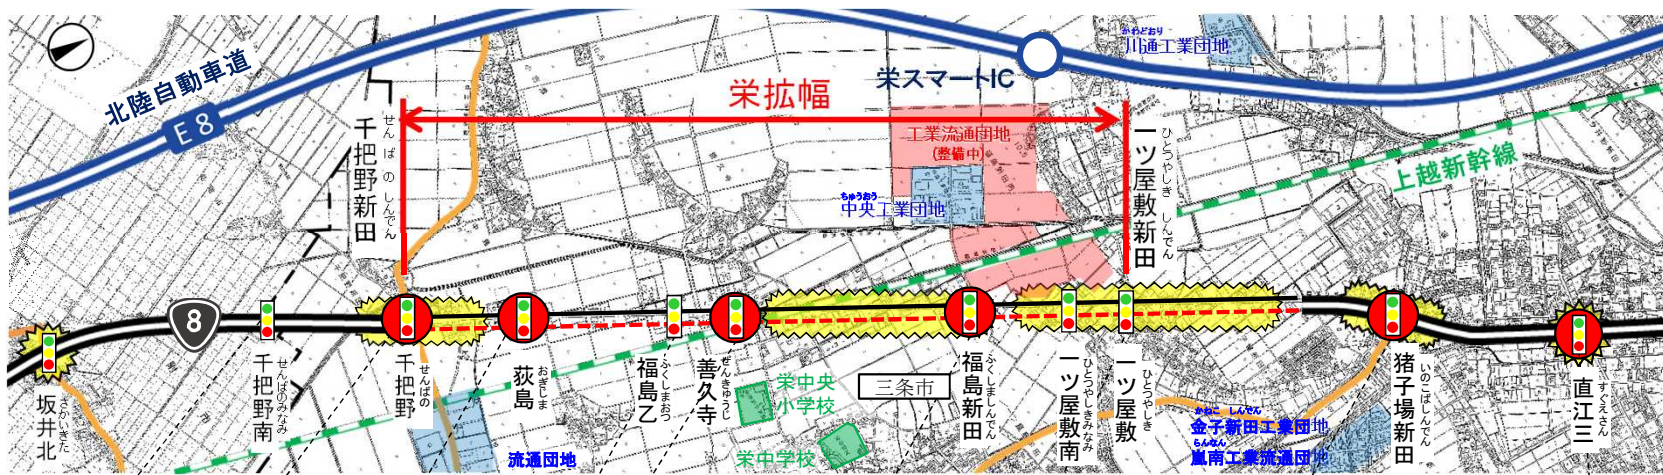 北陸自動車道
E8
栄拡幅
栄スマートIC
かわどおり
川通工業団地
せんばのしんでん
千把野新田
工業流通団地
(整備中)
ちゅうおう
中央工業団地
ひとつやしき しんでん
一ツ屋敷新田
上越新幹線
8
さかいきた
坂井北
せんばのみなみ
千把野南
せんばの
千把野
おぎしま
荻島
ふくしまおつ
福島乙
ぜんきゅうじ
善久寺
ふくしましんでん
福島新田
ひとつやしきみなみ
一ツ屋敷南
ひとつやしき
一ツ屋敷
いのこばしんでん
猪子場新田
すぐえさん
直江三
流通団地
栄中央
小学校
栄中学校
三条市
かねこ しんでん
金子新田工業団地
らんなん
嵐南工業流通団地